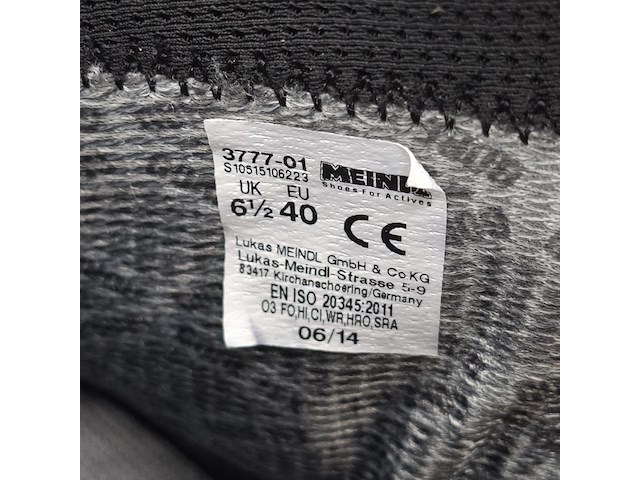 3777-01
S10515106223
MEINDL
Shoes For Actives
UK EU
6½ 40
CE
Lukas MEINDL GmbH & Co KG
Lukas-Meindl-Strasse 5-9
83417 Kirchanschoering/Germany
EN ISO 20345:2011
O3 FO,HI,CI,WR,HRO,SRA
06/14